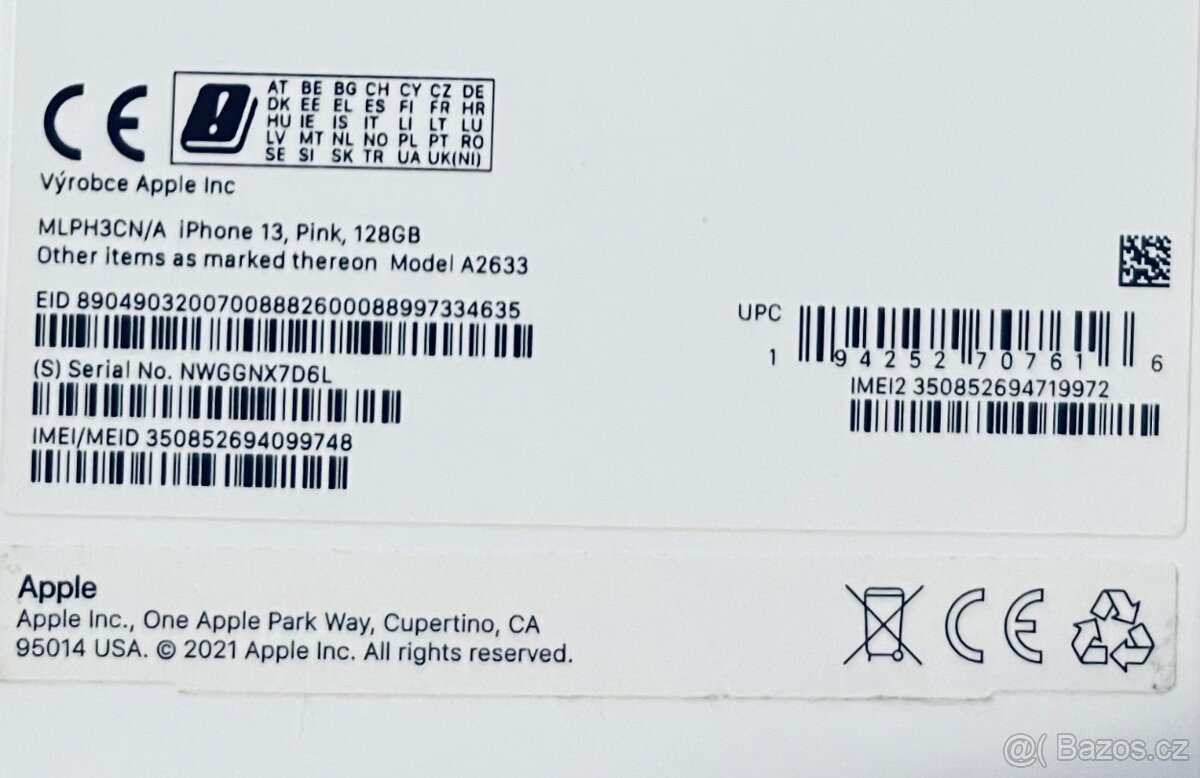 CE
AT BE BG CH CY CZ DE
DK EE EL ES FI FR HR
HU IE IS IT LI LT LU
LV MT NL NO PL PT RO
SE SI SK TR UA UK(NI)
Výrobce Apple Inc
MLPH3CN/A iPhone 13, Pink, 128GB
Other items as marked thereon Model A2633
EID 89049032007008882600088997334635
(S) Serial No. NWGGNX7D6L
IMEI/MEID 350852694099748
UPC
1 94252 70761 6
IMEI2 350852694719972
Apple
Apple Inc., One Apple Park Way, Cupertino, CA
95014 USA. © 2021 Apple Inc. All rights reserved.
CE
@( Bazos.cz